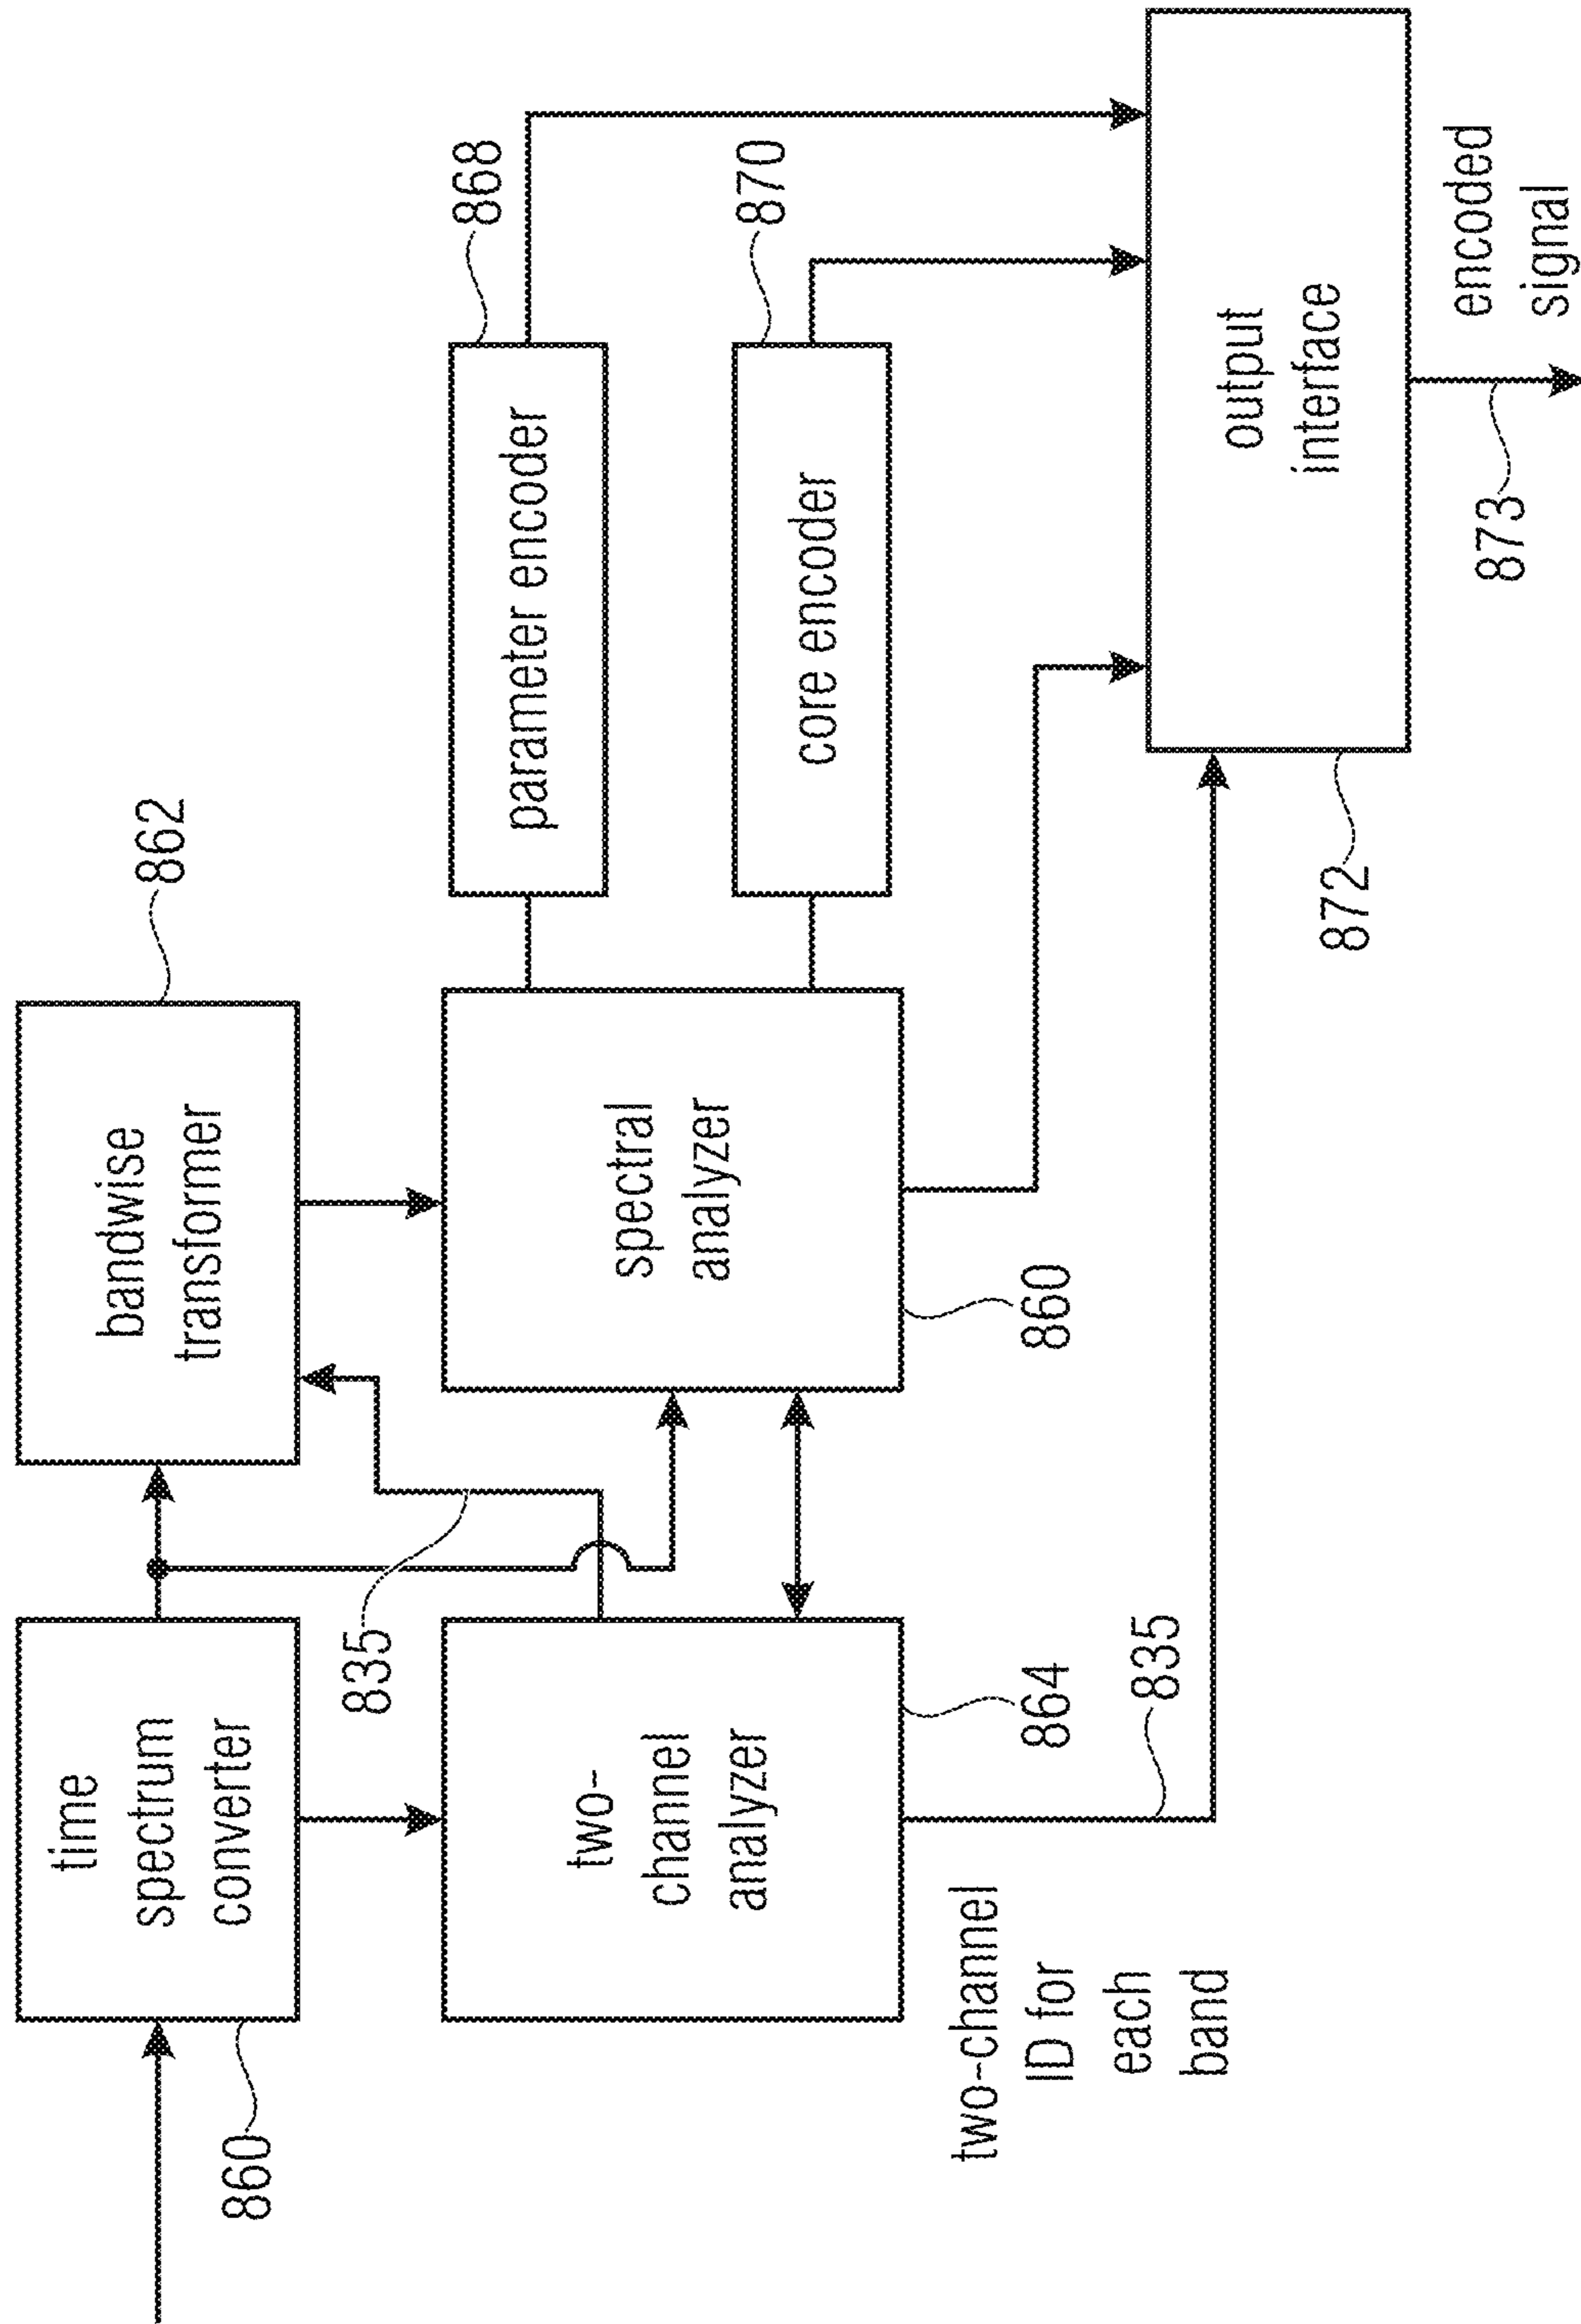 time
spectrum
converter
860
bandwise
transformer
862
835
two-
channel
analyzer
864
spectral
analyzer
860
parameter encoder
868
core encoder
870
two-channel
ID for
each
band
835
output
interface
872
873
encoded
signal